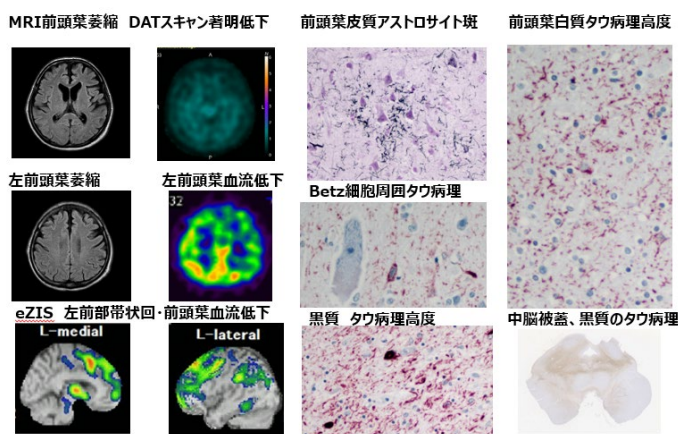 MRI前頭葉萎縮 DATスキャン著明低下
前頭葉皮質アストロサイト斑
前頭葉白質タウ病理高度
左前頭葉萎縮
左前頭葉血流低下
32
Betz細胞周囲タウ病理
eZIS 左前部帯状回・前頭葉血流低下
L-medial
L-lateral
黒質 タウ病理高度
中脳被蓋、黒質のタウ病理